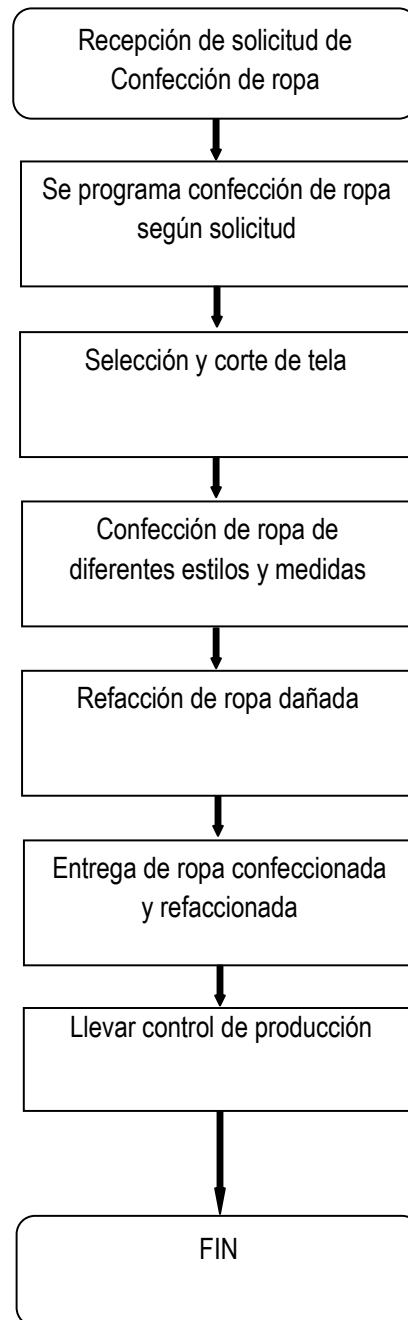 Recepción de solicitud de
Confección de ropa
Se programa confección de ropa
según solicitud
Selección y corte de tela
Confección de ropa de
diferentes estilos y medidas
Refacción de ropa dañada
Entrega de ropa confeccionada
y refaccionada
Llevar control de producción
FIN